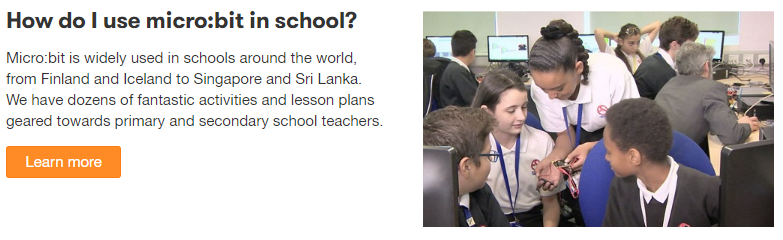 How do I use micro:bit in school?
Micro:bit is widely used in schools around the world,
from Finland and Iceland to Singapore and Sri Lanka.
We have dozens of fantastic activities and lesson plans
geared towards primary and secondary school teachers.
Learn more